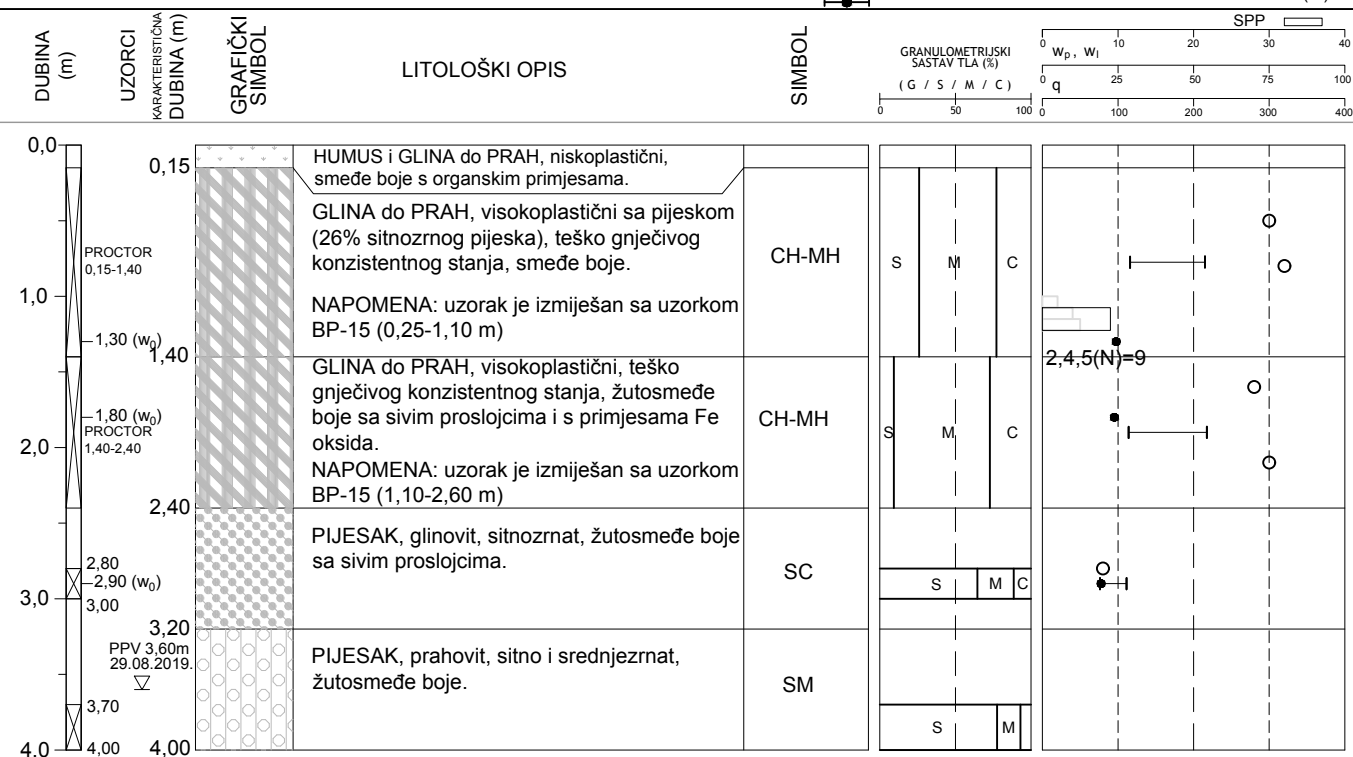 SPP
DUBINA
(m)
UZORCI
KARAKTERISTIČNA
DUBINA (m)
GRAFIČKI
SIMBOL
LITOLOŠKI OPIS
SIMBOL
GRANULOMETRIJSKI
SASTAV TLA (%)
( G / S / M / C )
0 50 100
0 10 20 30 40
wp , wl
0 25 50 75 100
q
0 100 200 300 400
0,0
0,15
HUMUS i GLINA do PRAH, niskoplastični,
smeđe boje s organskim primjesama.
PROCTOR
0,15-1,40
GLINA do PRAH, visokoplastični sa pijeskom
(26% sitnozrnog pijeska), teško gnječivog
konzistentnog stanja, smeđe boje.
NAPOMENA: uzorak je izmiješan sa uzorkom
BP-15 (0,25-1,10 m)
CH-MH
S M C
1,0
1,30 (w0)
1,40
2,4,5(N)=9
GLINA do PRAH, visokoplastični, teško
gnječivog konzistentnog stanja, žutosmeđe
boje sa sivim proslojcima i s primjesama Fe
oksida.
NAPOMENA: uzorak je izmiješan sa uzorkom
BP-15 (1,10-2,60 m)
CH-MH
S M C
1,80 (w0)
PROCTOR
1,40-2,40
2,0
2,40
PIJESAK, glinovit, sitnozrnat, žutosmeđe boje
sa sivim proslojcima.
SC
S M C
2,80
2,90 (w0)
3,0
3,00
3,20
PPV 3,60m
29.08.2019.
PIJESAK, prahovit, sitno i srednjezrnat,
žutosmeđe boje.
SM
S M
3,70
4,0
4,00
4,00